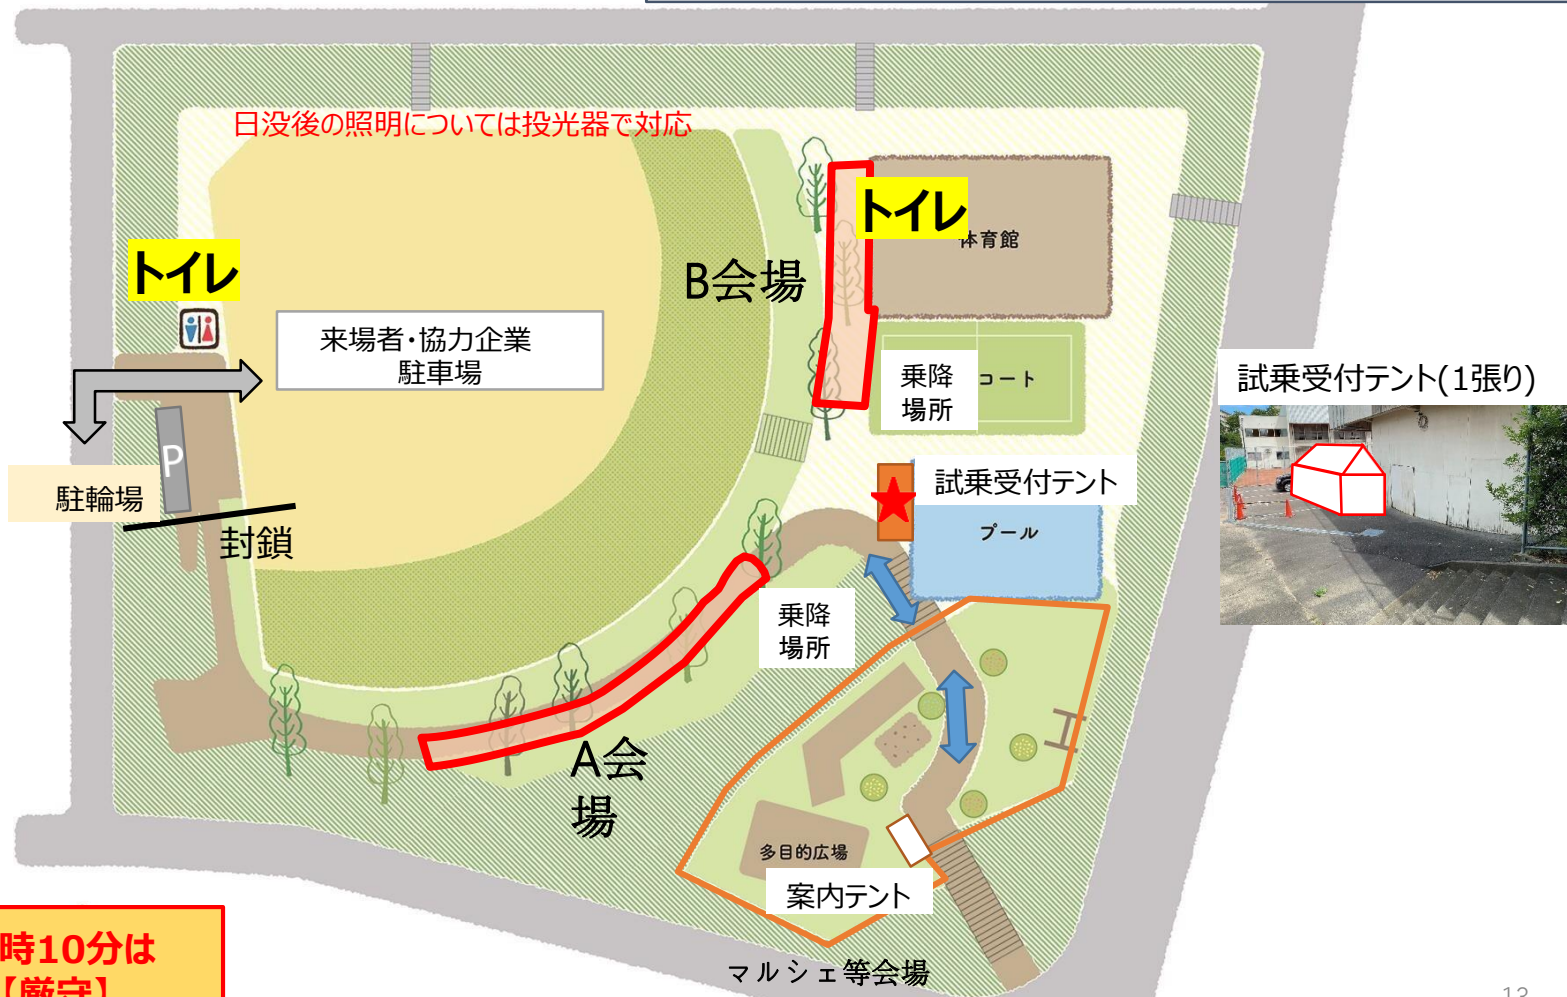 日没後の照明については投光器で対応
トイレ
体育館
トイレ
B会場
来場者・協力企業
駐車場
乗降
場所
コート
試乗受付テント(1張り)
P
駐輪場
試乗受付テント
封鎖
プール
乗降
場所
A会
場
多目的広場
案内テント
時10分は
【厳守】
マルシェ等会場
13